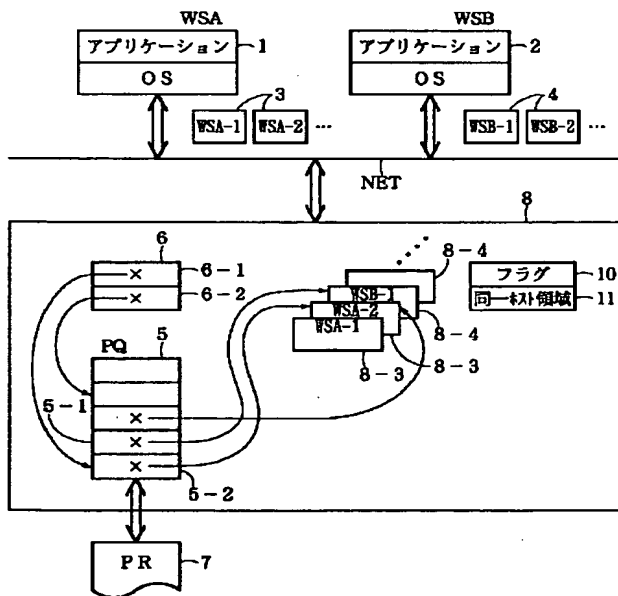 WSA
WSB
アプリケーション 1
アプリケーション 2
OS
OS
3
4
WSA-1 WSA-2 …
WSB-1 WSB-2 …
NET
8
6
6-1
6-2
8-4
フラグ 10
同一ホスト領域 11
WSB-1
WSA-2
WSA-1
8-4
8-3
8-3
PQ 5
5-1
5-2
PR 7